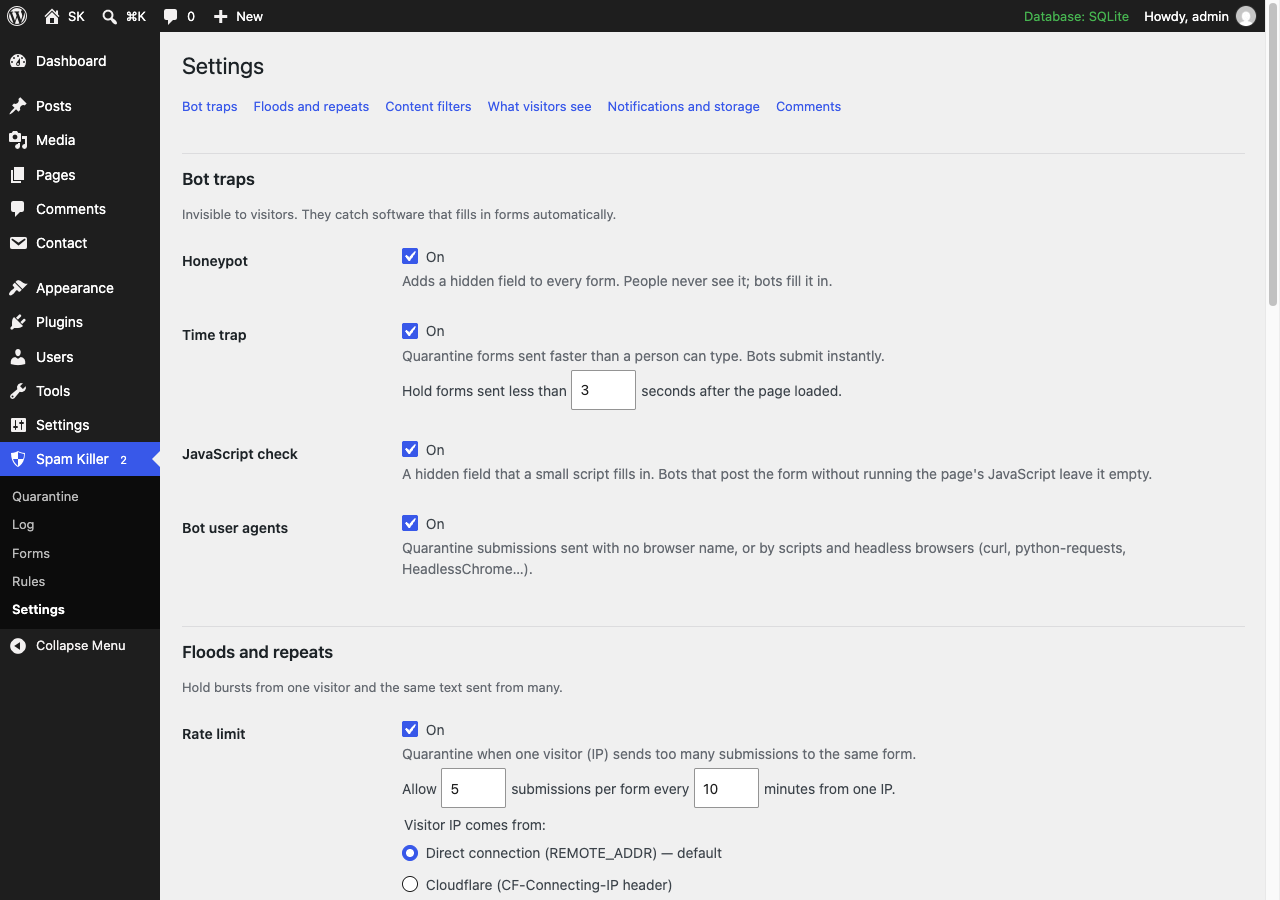 SK ⌘K 0 New Database: SQLite Howdy, admin
Dashboard
Posts
Media
Pages
Comments
Contact
Appearance
Plugins
Users
Tools
Settings
Spam Killer 2
Quarantine
Log
Forms
Rules
Settings
Collapse Menu
Settings
Bot traps Floods and repeats Content filters What visitors see Notifications and storage Comments
Bot traps
Invisible to visitors. They catch software that fills in forms automatically.
Honeypot
On
Adds a hidden field to every form. People never see it; bots fill it in.
Time trap
On
Quarantine forms sent faster than a person can type. Bots submit instantly.
Hold forms sent less than 3 seconds after the page loaded.
JavaScript check
On
A hidden field that a small script fills in. Bots that post the form without running the page's JavaScript leave it empty.
Bot user agents
On
Quarantine submissions sent with no browser name, or by scripts and headless browsers (curl, python-requests,
HeadlessChrome…).
Floods and repeats
Hold bursts from one visitor and the same text sent from many.
Rate limit
On
Quarantine when one visitor (IP) sends too many submissions to the same form.
Allow 5 submissions per form every 10 minutes from one IP.
Visitor IP comes from:
Direct connection (REMOTE_ADDR) — default
Cloudflare (CF-Connecting-IP header)